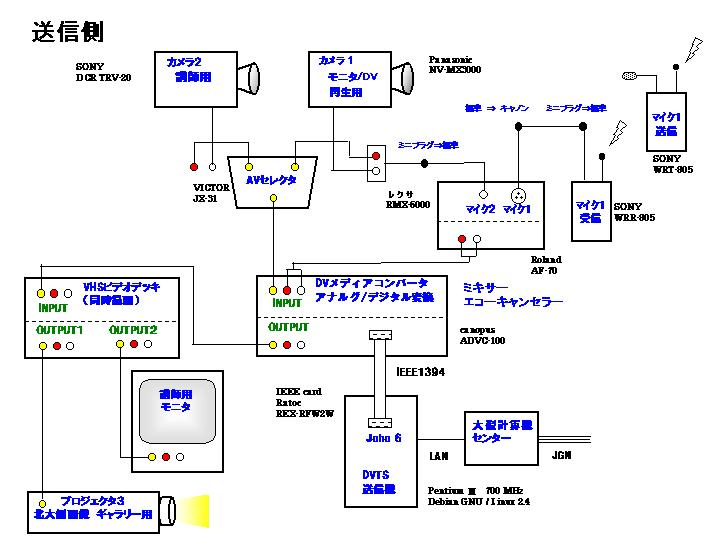 送信側
SONY
DCR TRV-20
カメラ2
講師用
カメラ1
モニタ/DV
再生用
Panasonic
NV-MX3000
標準 ⇒ キャノン
ミニプラグ⇒標準
マイク1
送信
SONY
WRT-805
ミニプラグ⇒標準
VICTOR
JX-31
AVセレクタ
レクサ
RMX-6000
マイク2
マイク1
マイク1
受信
SONY
WRR-805
Roland
AF-70
VHSビデオデッキ
INPUT
OUTPUT1
OUTPUT2
DVメディアコンバータ
アナログ/デジタル変換
INPUT
OUTPUT
ミキサー
エコーキャンセラー
canopus
ADVC-100
IEEE1394
講師用
モニタ
IEEE card
Ratoc
REX-RFW2W
John 6
DVTS
送信機
大型計算機
センター
LAN
JGN
Pentium Ⅲ 700 MHz
Debian GNU / Linux 2.4
プロジェクタ3
北大側画像 ギャラリー用